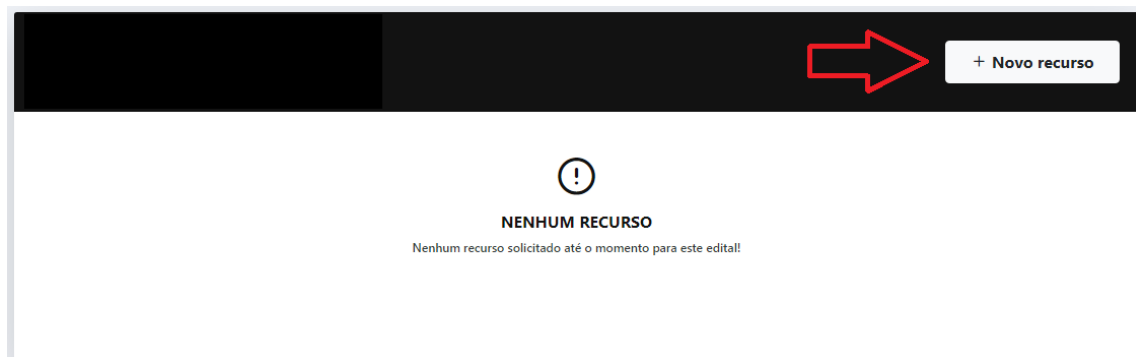 + Novo recurso
NENHUM RECURSO
Nenhum recurso solicitado até o momento para este edital!